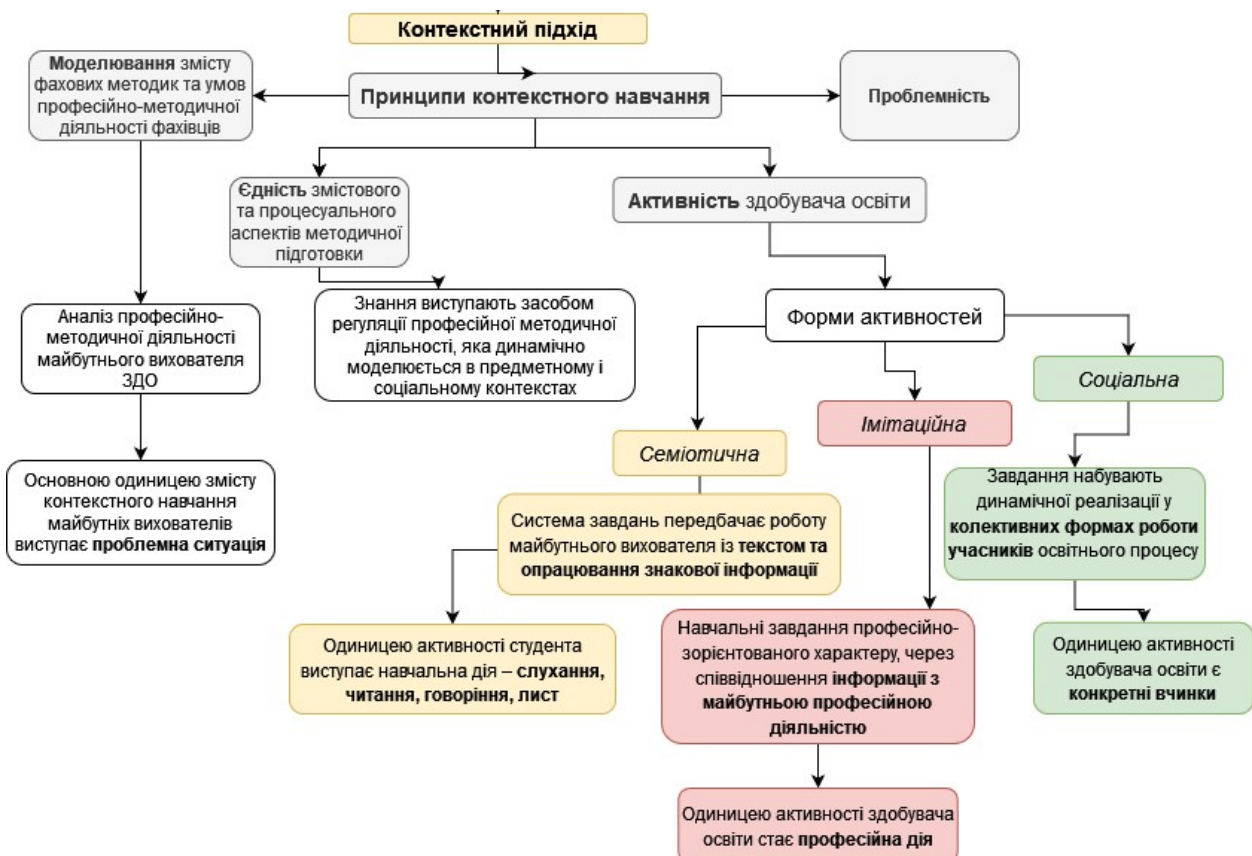 Контекстний підхід
Моделювання змісту
фахових методик та умов
професійно-методичної
діяльності фахівців
Принципи контекстного навчання
Проблемність
Єдність змістового
та процесуального
аспектів методичної
підготовки
Активність здобувача освіти
Аналіз професійно-
методичної діяльності
майбутнього вихователя
ЗДО
Знання виступають засобом
регуляції професійної методичної
діяльності, яка динамічно
моделюється в предметному і
соціальному контекстах
Форми активностей
Соціальна
Імітаційна
Семіотична
Основною одиницею змісту
контекстного навчання
майбутніх вихователів
виступає проблемна ситуація
Система завдань передбачає роботу
майбутнього вихователя із текстом та
опрацювання знакової інформації
Завдання набувають
динамічної реалізації у
колективних формах роботи
учасників освітнього процесу
Одиницею активності студента
виступає навчальна дія – слухання,
читання, говоріння, лист
Навчальні завдання професійно-
зорієнтованого характеру, через
співвідношення інформації з
майбутньою професійною
діяльністю
Одиницею активності
здобувача освіти є
конкретні вчинки
Одиницею активності здобувача
освіти стає професійна дія